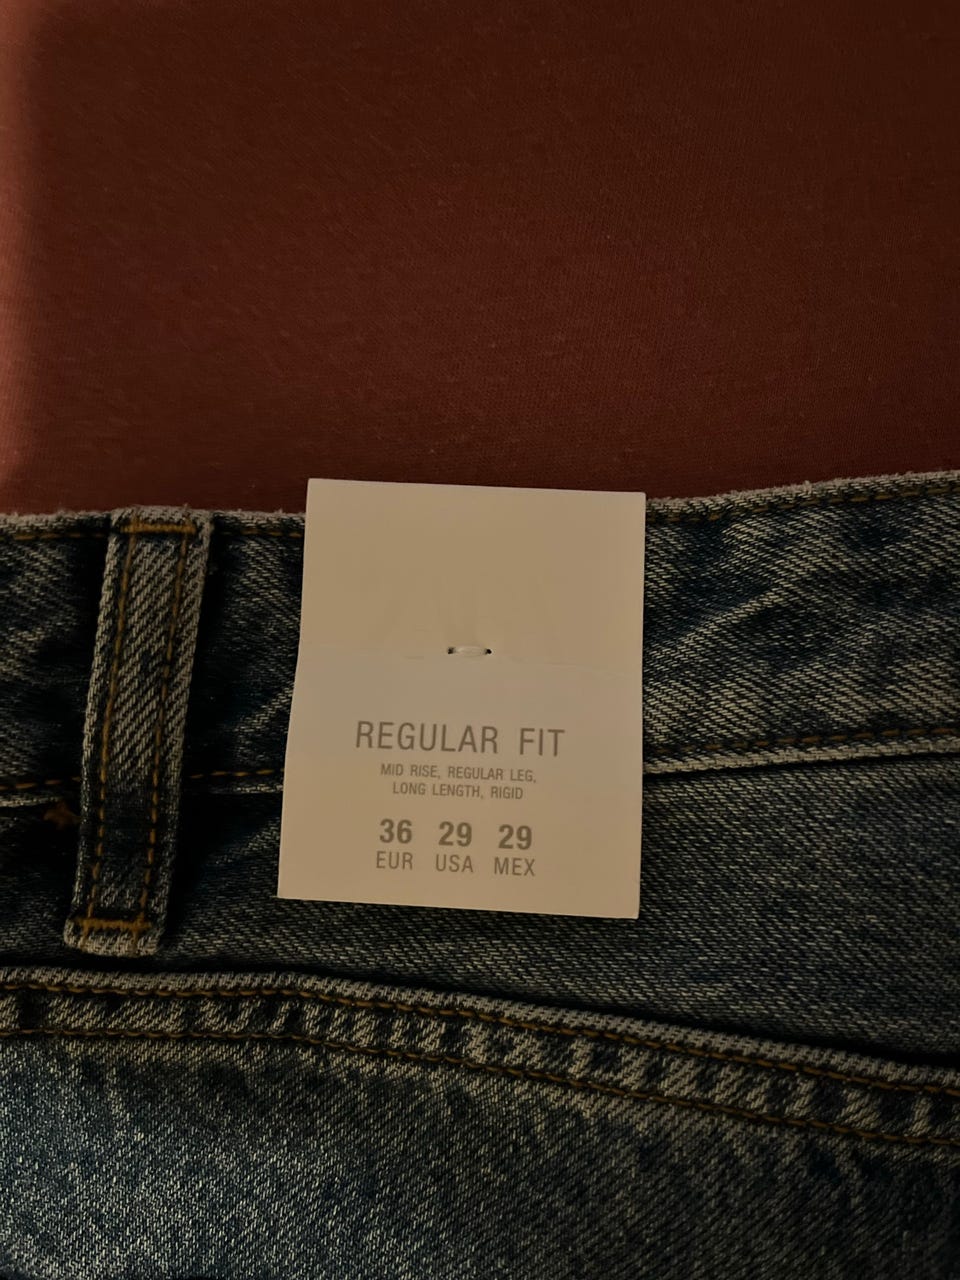 REGULAR FIT
MID RISE, REGULAR LEG,
LONG LENGTH, RIGID
36 29 29
EUR USA MEX